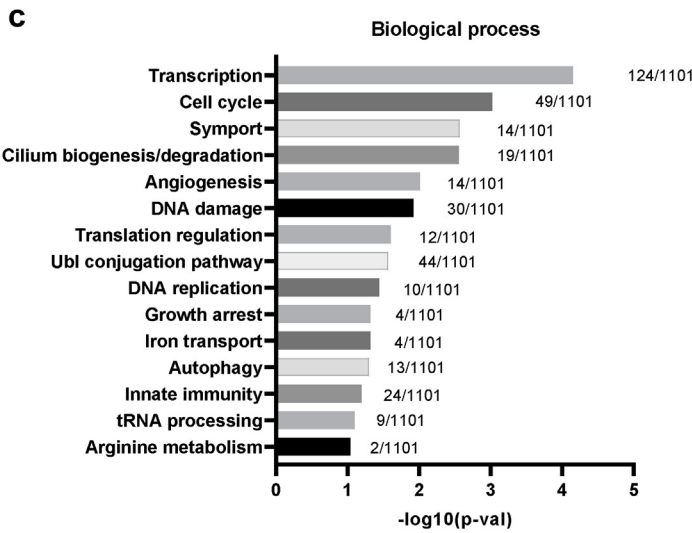 c
Biological process
Transcription 124/1101
Cell cycle 49/1101
Symport 14/1101
Cilium biogenesis/degradation 19/1101
Angiogenesis 14/1101
DNA damage 30/1101
Translation regulation 12/1101
Ubl conjugation pathway 44/1101
DNA replication 10/1101
Growth arrest 4/1101
Iron transport 4/1101
Autophagy 13/1101
Innate immunity 24/1101
tRNA processing 9/1101
Arginine metabolism 2/1101
0 1 2 3 4 5
-log10(p-val)